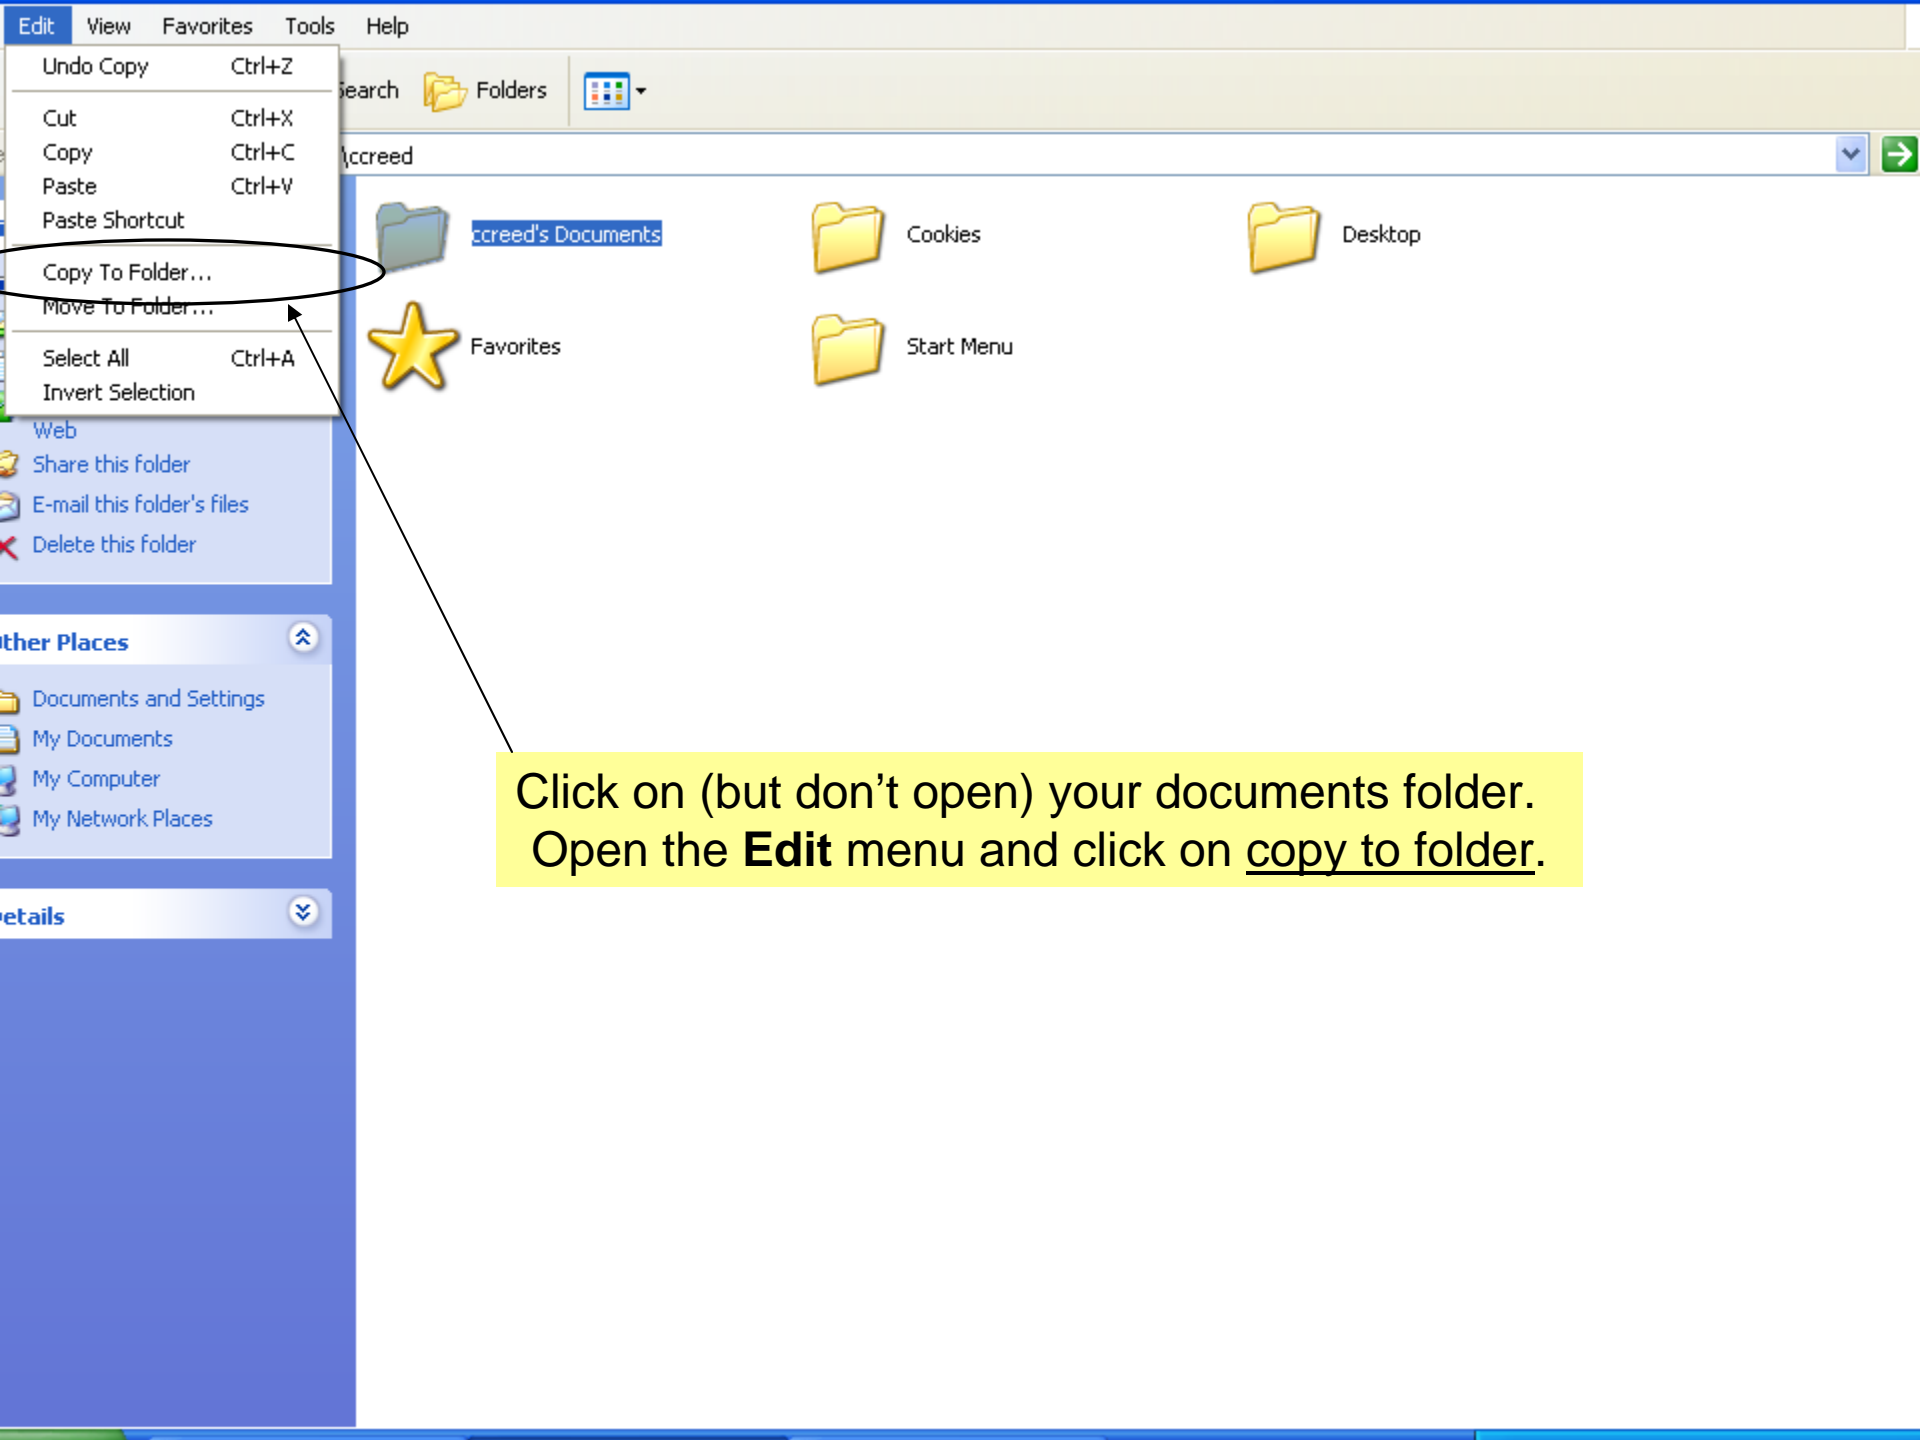 Edit View Favorites Tools Help
Undo Copy Ctrl+Z
Folders
Cut Ctrl+X
Copy Ctrl+C
\ccreed
Paste Ctrl+V
Paste Shortcut
ccreed's Documents
Cookies
Desktop
Copy To Folder...
Move To Folder...
Favorites
Start Menu
Select All Ctrl+A
Invert Selection
Web
Share this folder
E-mail this folder's files
Delete this folder
ther Places
Documents and Settings
My Documents
My Computer
My Network Places
Click on (but don’t open) your documents folder.
Open the Edit menu and click on copy to folder.
etails